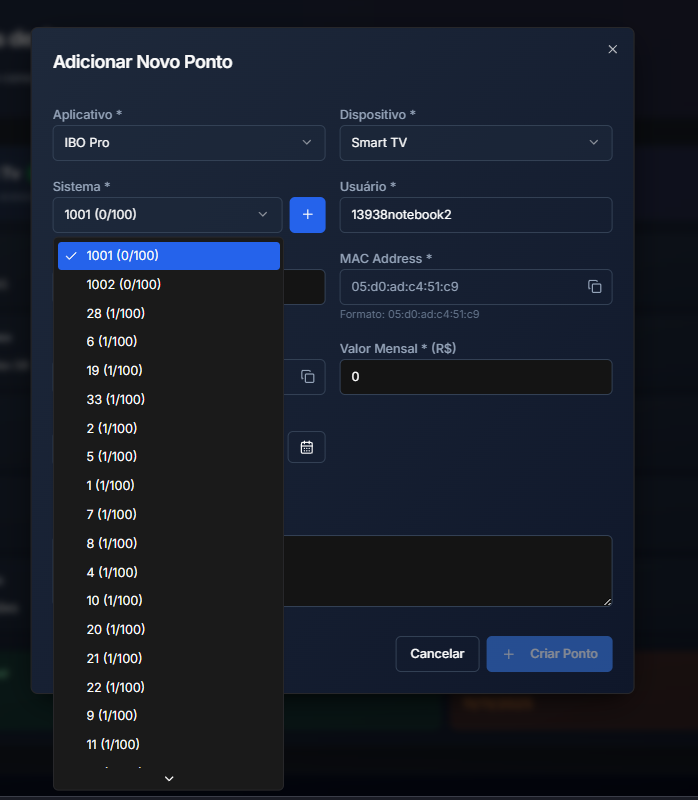 Adicionar Novo Ponto
Aplicativo *
Dispositivo *
IBO Pro
Smart TV
Sistema *
Usuário *
1001 (0/100)
13938notebook2
MAC Address *
05:d0:ad:c4:51:c9
Formato: 05:d0:ad:c4:51:c9
Valor Mensal * (R$)
0
1001 (0/100)
1002 (0/100)
28 (1/100)
6 (1/100)
19 (1/100)
33 (1/100)
2 (1/100)
5 (1/100)
1 (1/100)
7 (1/100)
8 (1/100)
4 (1/100)
10 (1/100)
20 (1/100)
21 (1/100)
22 (1/100)
9 (1/100)
11 (1/100)
Cancelar
+ Criar Ponto